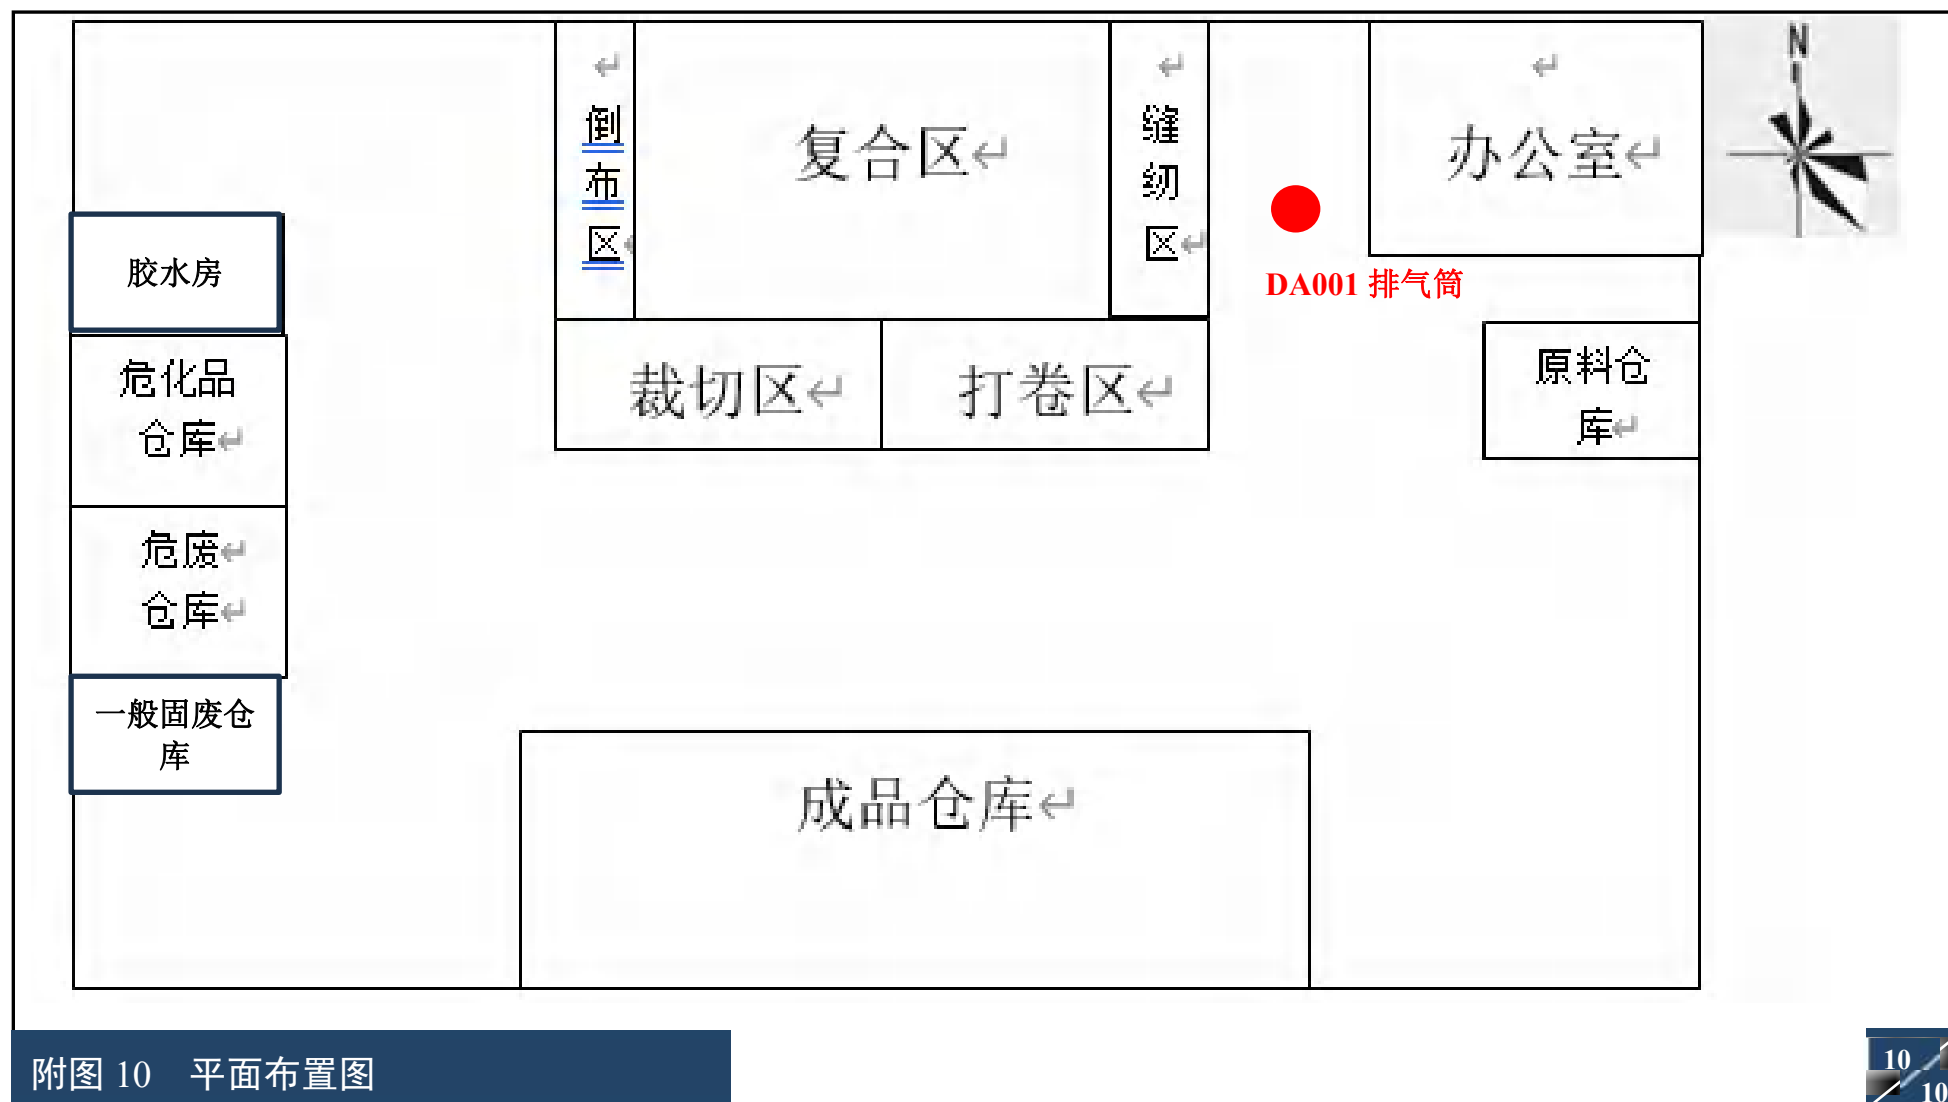 倒
布
区
复合区
缝
纫
区
办公室
N
胶水房
DA001 排气筒
危化品
仓库
裁切区
打卷区
原料仓
库
危废
仓库
一般固废仓
库
成品仓库
附图 10 平面布置图
10
10